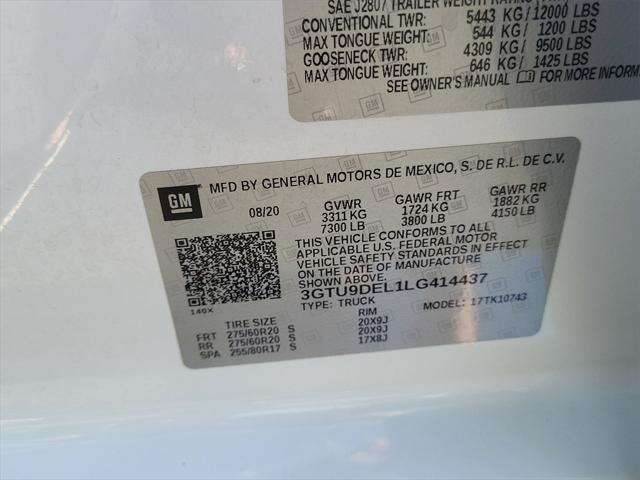 SAE J2807 TRAILER WEIGHT RATING
CONVENTIONAL TWR: 5443 KG/12000 LBS
MAX TONGUE WEIGHT: 544 KG/ 1200 LBS
GOOSENECK TWR: 4309 KG/ 9500 LBS
MAX TONGUE WEIGHT: 646 KG/ 1425 LBS
SEE OWNER'S MANUAL FOR MORE INFORM
GM
MFD BY GENERAL MOTORS DE MEXICO, S. DE R.L. DE C.V.
08/20 GVWR GAWR FRT GAWR RR
3311 KG 1724 KG 1882 KG
7300 LB 3800 LB 4150 LB
THIS VEHICLE CONFORMS TO ALL
APPLICABLE U.S. FEDERAL MOTOR
VEHICLE SAFETY STANDARDS IN EFFECT
ON THE DATE OF MANUFACTURE
SHOWN ABOVE.
3GTU9DEL1LG414437
140X TYPE: TRUCK MODEL: 17TK10743
TIRE SIZE RIM
FRT 275/60R20 S 20X9J
RR 275/60R20 S 20X9J
SPA 255/80R17 S 17X8J